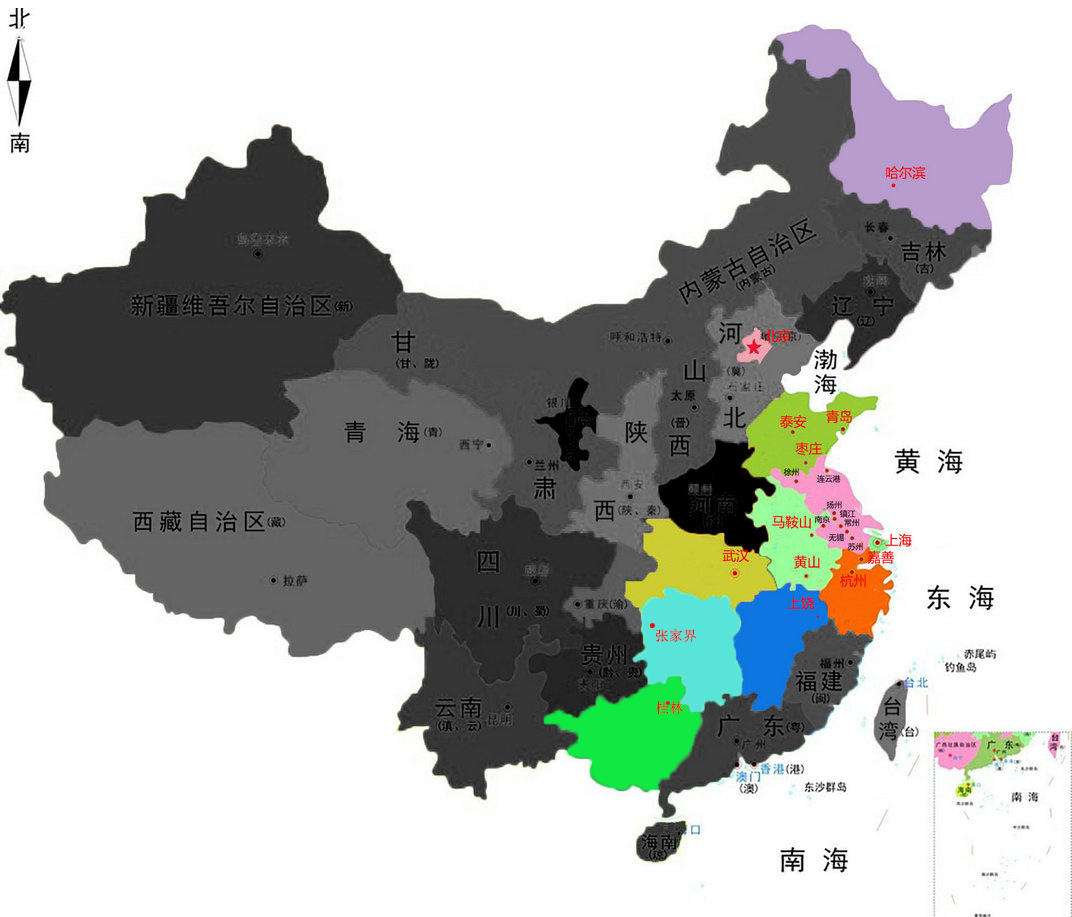 北
南
哈尔滨
长春
吉林
(吉)
内蒙古自治区
(内蒙古)
辽宁
(辽)
新疆维吾尔自治区(新)
甘
(甘、陇)
呼和浩特
河
北京
(冀)
石家庄
北
渤海
山
太原
(晋)
西
银川
泰安
青岛
枣庄
徐州
连云港
黄海
青海(青)
西宁
兰州
肃
陕
西安
西
(陕、秦)
河南
扬州
镇江
南京
常州
无锡
苏州
马鞍山
上海
嘉善
杭州
黄山
武汉
西藏自治区(藏)
拉萨
四
川(川、蜀)
重庆(渝)
东海
上饶
张家界
贵州
(黔、贵)
福州
福建
(闽)
赤尾屿
钓鱼岛
台北
台湾(台)
云南
(滇、云)
昆明
桂林
广东(粤)
广州
香港(港)
澳门
(澳)
东沙群岛
海口
海南
(琼)
南海
广西壮族自治区
广东
台湾
海南
南海